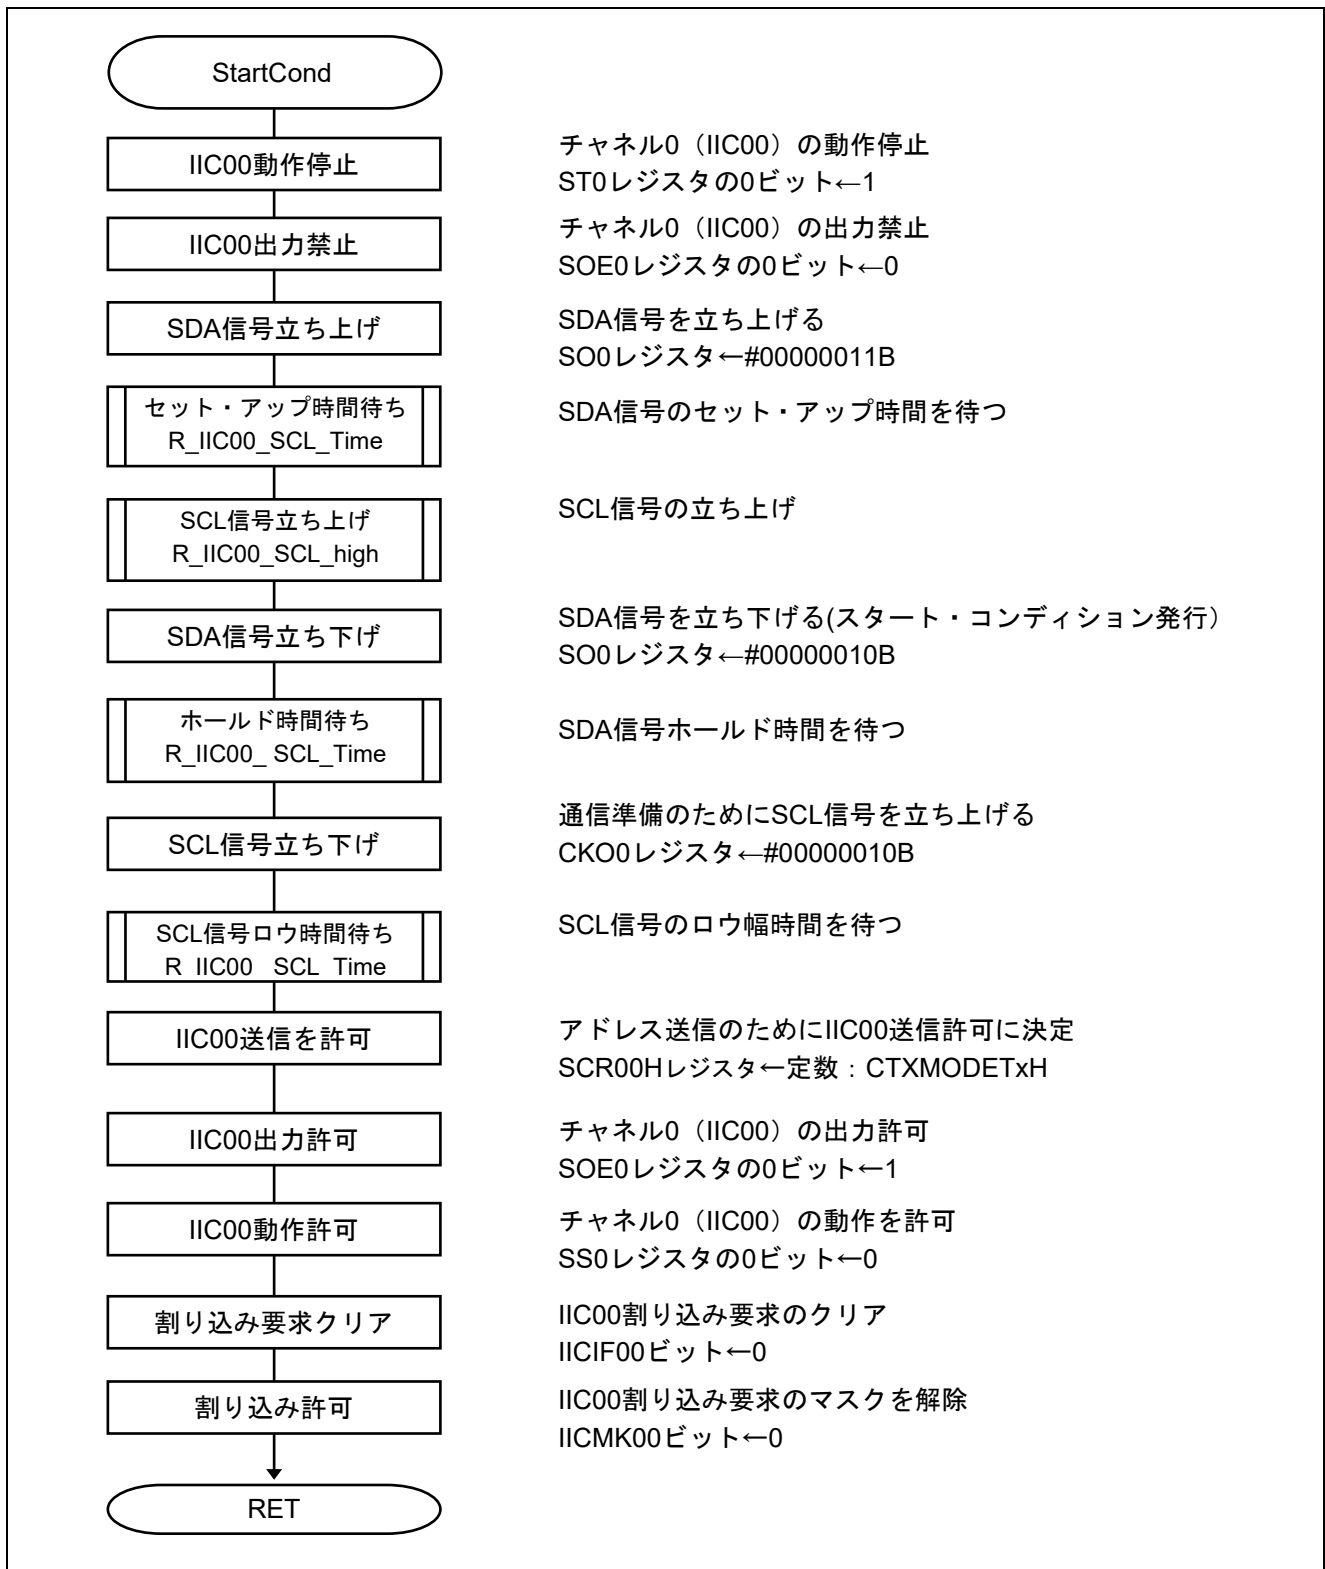 StartCond
IIC00動作停止
チャネル0（IIC00）の動作停止
ST0レジスタの0ビット←1
IIC00出力禁止
チャネル0（IIC00）の出力禁止
SOE0レジスタの0ビット←0
SDA信号立ち上げ
SDA信号を立ち上げる
SO0レジスタ←#00000011B
セット・アップ時間待ち
R_IIC00_SCL_Time
SDA信号のセット・アップ時間を待つ
SCL信号立ち上げ
R_IIC00_SCL_high
SCL信号の立ち上げ
SDA信号立ち下げ
SDA信号を立ち下げる(スタート・コンディション発行）
SO0レジスタ←#00000010B
ホールド時間待ち
R_IIC00_ SCL_Time
SDA信号ホールド時間を待つ
SCL信号立ち下げ
通信準備のためにSCL信号を立ち上げる
CKO0レジスタ←#00000010B
SCL信号ロウ時間待ち
R_IIC00_ SCL_Time
SCL信号のロウ幅時間を待つ
IIC00送信を許可
アドレス送信のためにIIC00送信許可に決定
SCR00Hレジスタ←定数：CTXMODETxH
IIC00出力許可
チャネル0（IIC00）の出力許可
SOE0レジスタの0ビット←1
IIC00動作許可
チャネル0（IIC00）の動作を許可
SS0レジスタの0ビット←0
割り込み要求クリア
IIC00割り込み要求のクリア
IICIF00ビット←0
割り込み許可
IIC00割り込み要求のマスクを解除
IICMK00ビット←0
RET